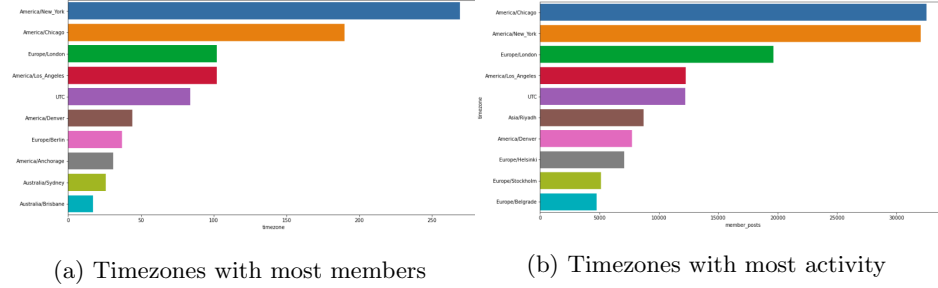 America/New_York
America/Chicago
Europe/London
America/Los_Angeles
UTC
America/Denver
Europe/Berlin
America/Anchorage
Australia/Sydney
Australia/Brisbane
0 50 100 150 200 250
timezone
(a) Timezones with most members
timezone
America/Chicago
America/New_York
Europe/London
America/Los_Angeles
UTC
Asia/Riyadh
America/Denver
Europe/Helsinki
Europe/Stockholm
Europe/Belgrade
0 5000 10000 15000 20000 25000 30000
member_posts
(b) Timezones with most activity